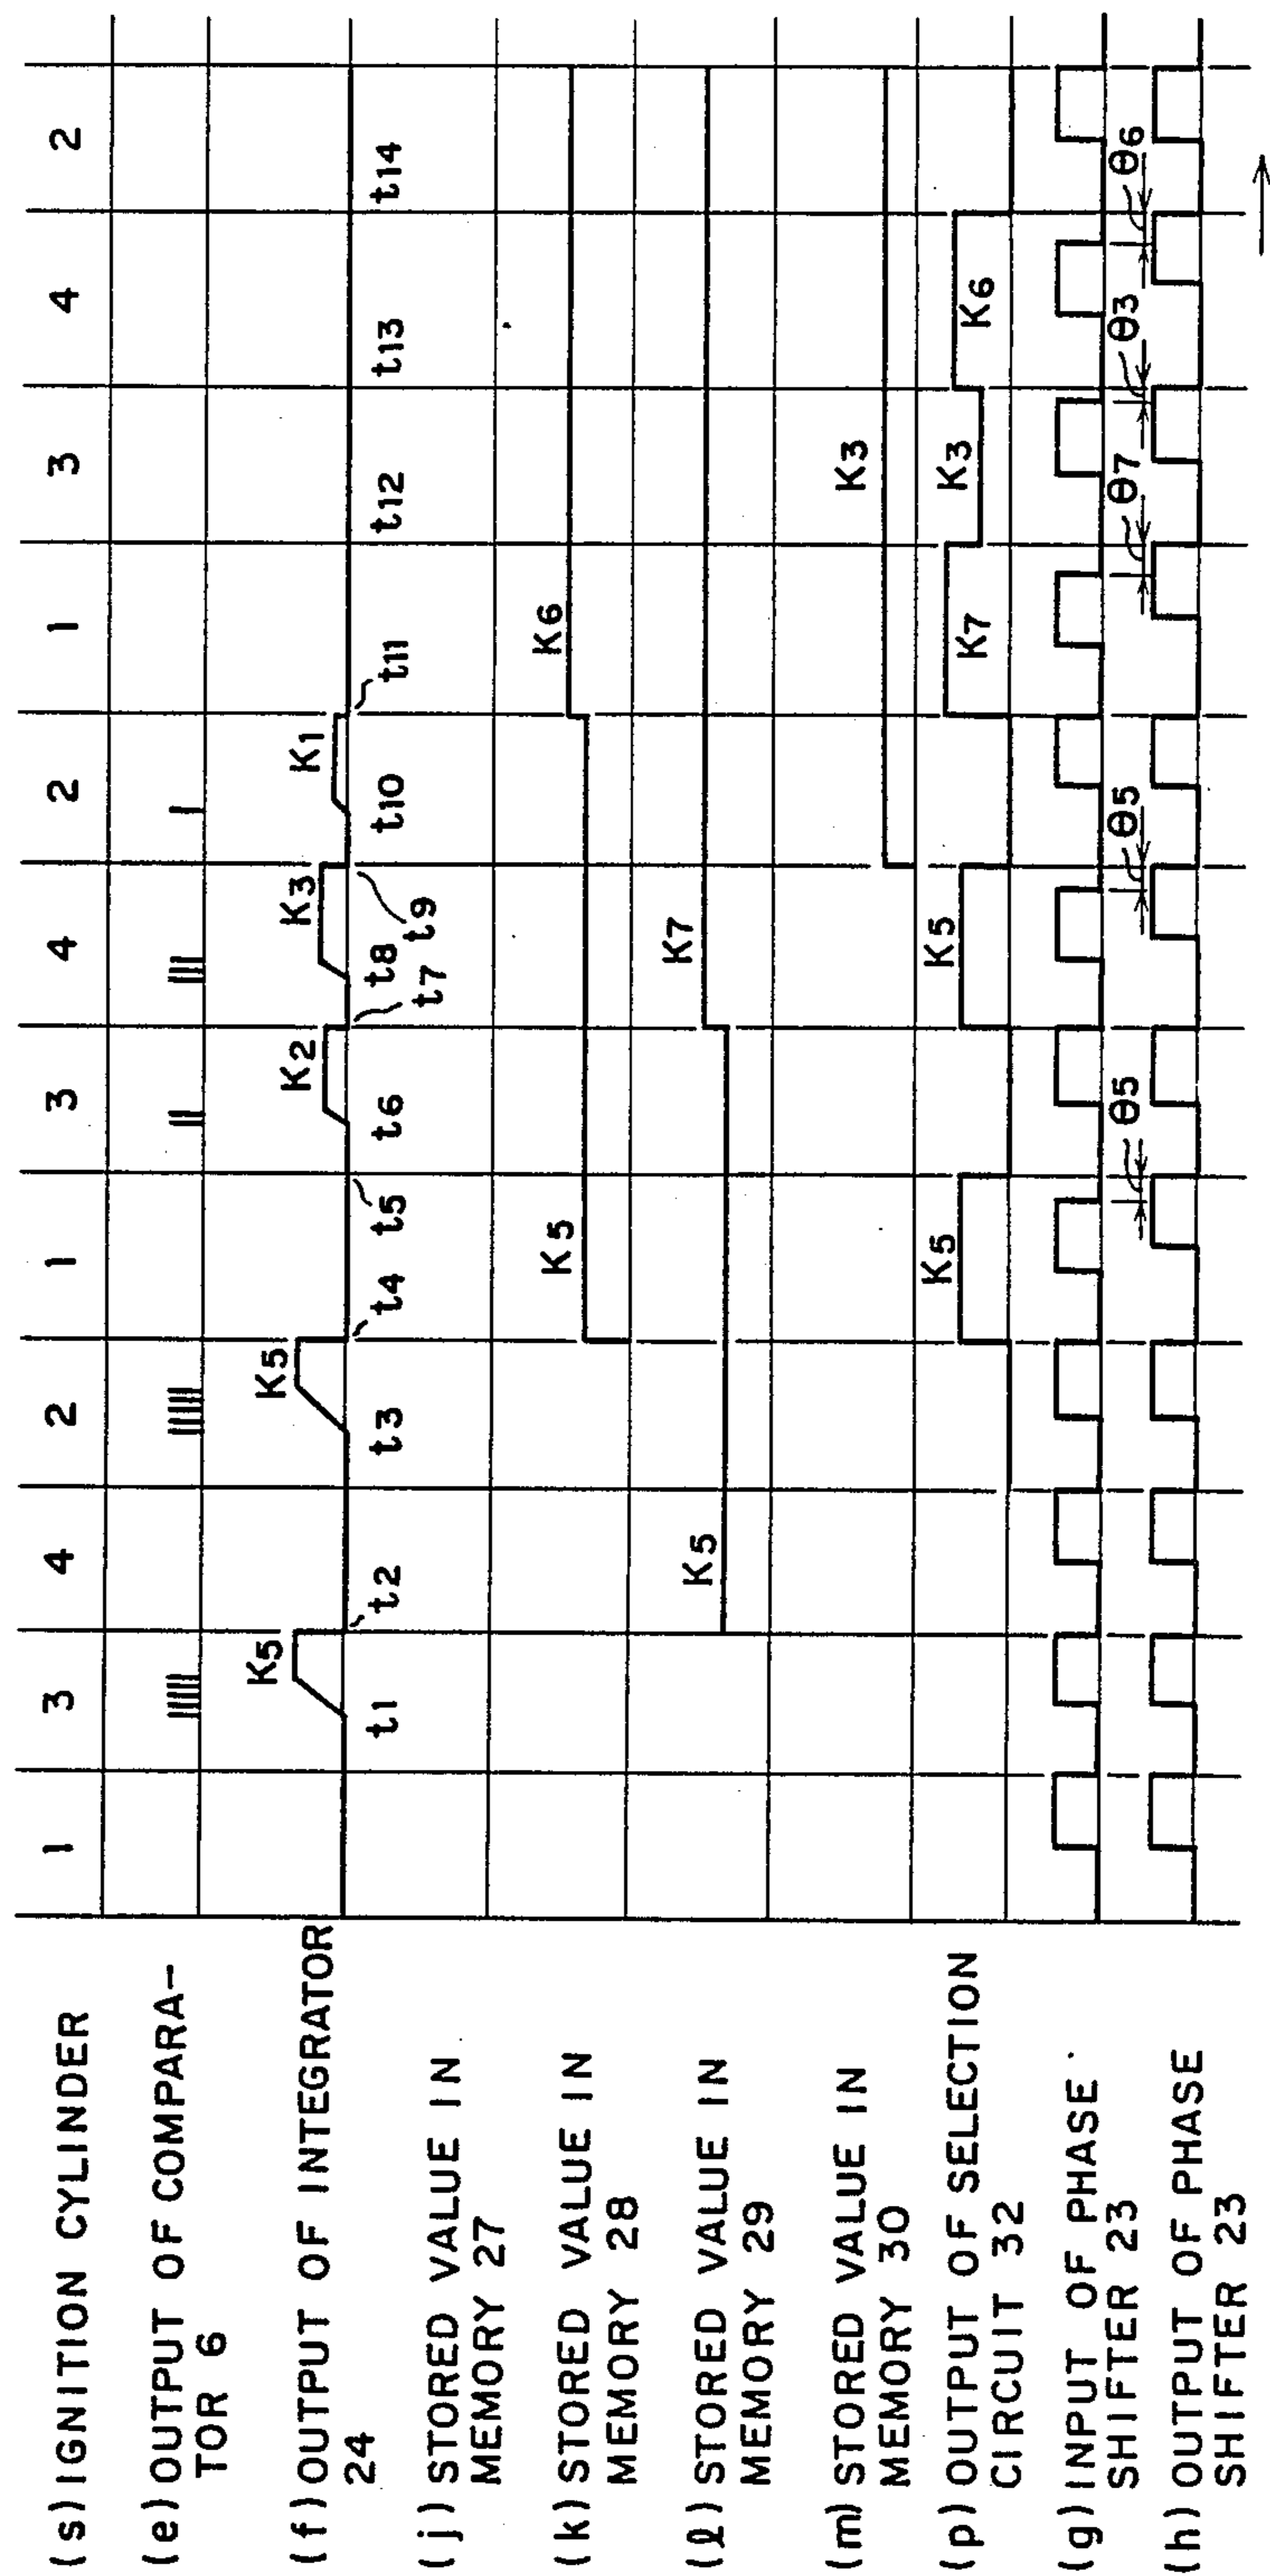 (s) IGNITION CYLINDER
1 3 4 2 1 3 4 2 1 3 4 2
(e) OUTPUT OF COMPARA-
TOR 6
(f) OUTPUT OF INTEGRATOR
24
K5 K5 K2 K3 K1
t1 t2 t3 t4 t5 t6 t7 t8 t9 t10 t11 t12 t13 t14
(j) STORED VALUE IN
MEMORY 27
(k) STORED VALUE IN
MEMORY 28
K5 K6
(ℓ) STORED VALUE IN
MEMORY 29
K5 K7
(m) STORED VALUE IN
MEMORY 30
K3
(p) OUTPUT OF SELECTION
CIRCUIT 32
K5 K5 K7 K3 K6
(g) INPUT OF PHASE
SHIFTER 23
θ5 θ5 θ7 θ3 θ6
(h) OUTPUT OF PHASE
SHIFTER 23